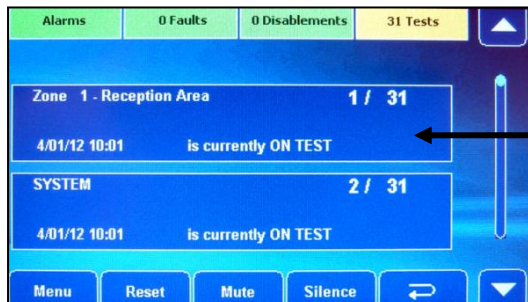 Alarms 0 Faults 0 Disablements 31 Tests
Zone 1 - Reception Area 1 / 31
4/01/12 10:01 is currently ON TEST
SYSTEM 2 / 31
4/01/12 10:01 is currently ON TEST
Menu Reset Mute Silence